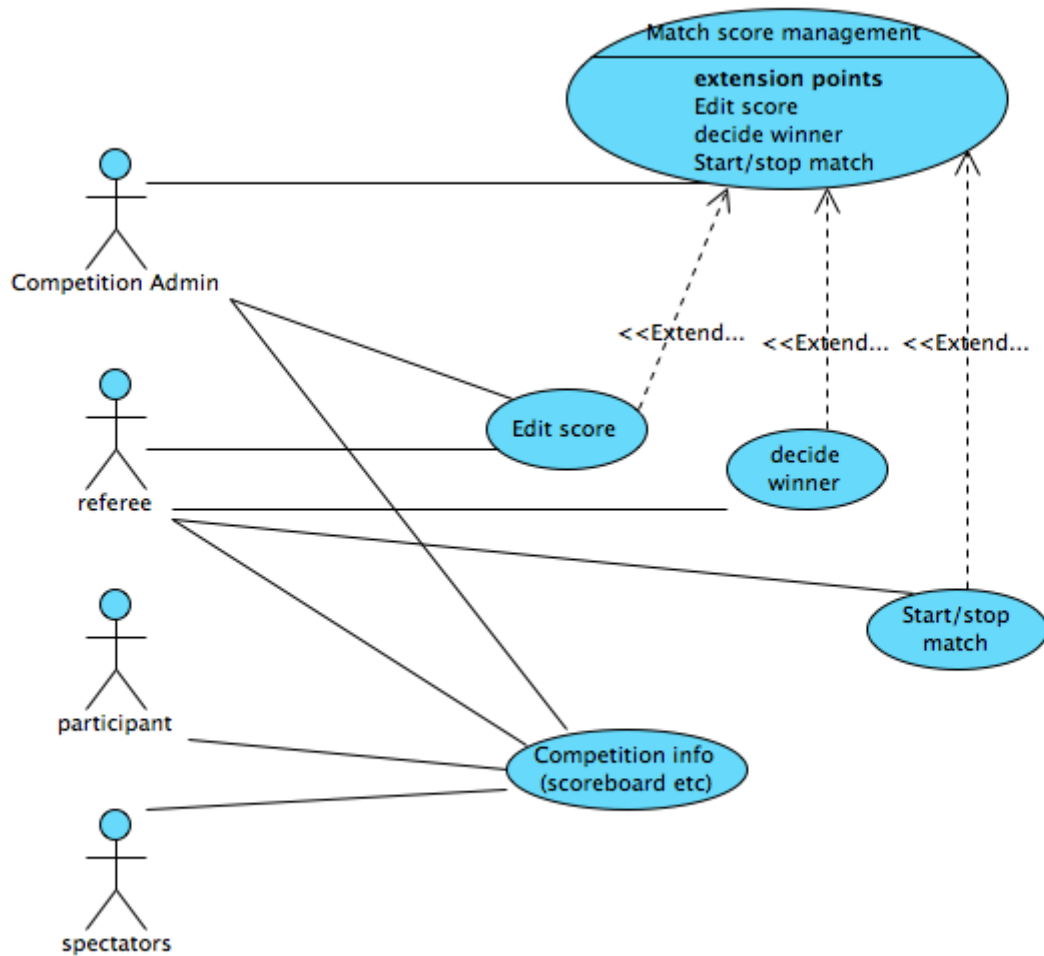 Match score management
extension points
Edit score
decide winner
Start/stop match
Competition Admin
<<Extend...
<<Extend...
<<Extend...
Edit score
decide
winner
referee
Start/stop
match
participant
Competition info
(scoreboard etc)
spectators